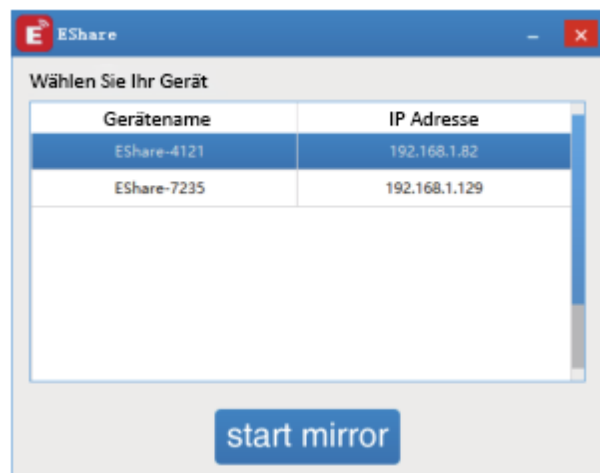 E EShare
Wählen Sie Ihr Gerät
Gerätename IP Adresse
EShare-4121 192.168.1.82
EShare-7235 192.168.1.129
start mirror